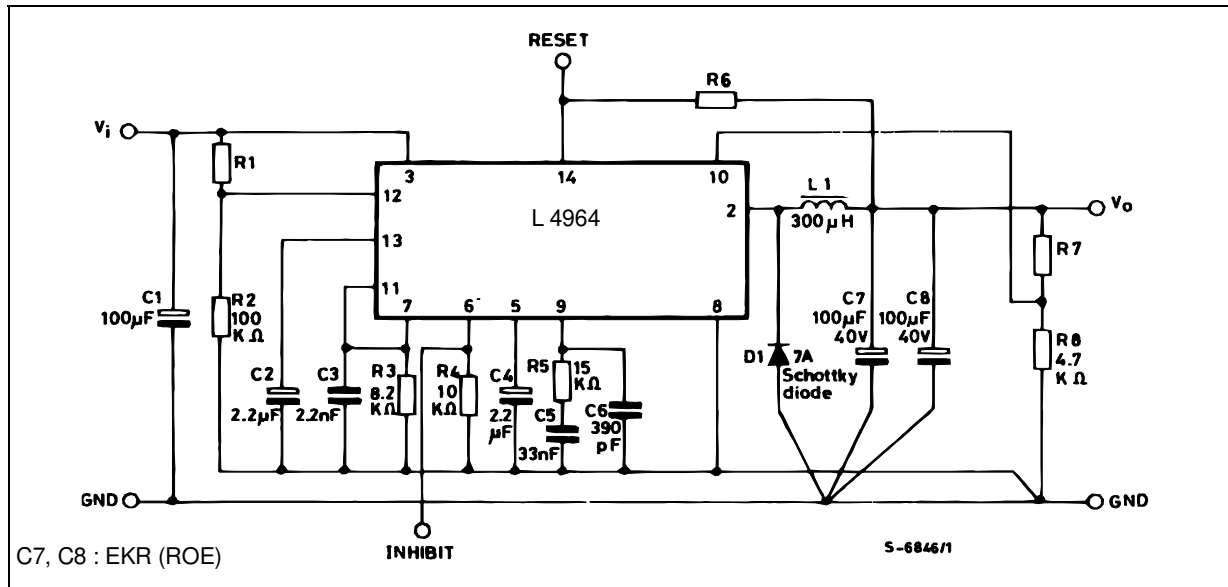 RESET
R6
Vi
R1
3
14
10
12
L 4964
2
L1
300µH
Vo
13
R7
11
C1
100µF
R2
100
KΩ
7
6
5
9
8
C7
100µF
40V
C8
100µF
40V
D1
7A
Schottky
diode
R8
4.7
KΩ
C2
2.2µF
C3
2.2nF
R3
8.2
KΩ
R4
10
KΩ
C4
2.2
µF
R5
15
KΩ
C5
33nF
C6
390
pF
GND
GND
INHIBIT
S-6846/1
C7, C8 : EKR (ROE)